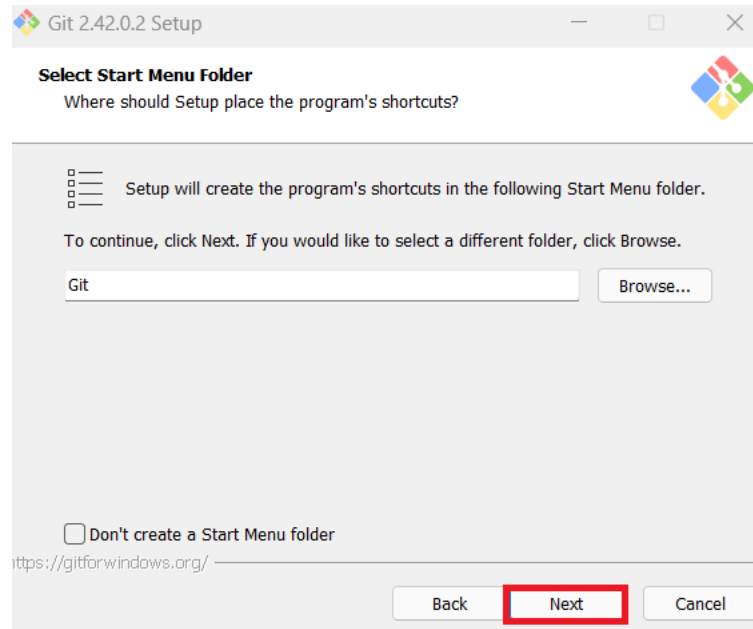 Git 2.42.0.2 Setup
Select Start Menu Folder
Where should Setup place the program's shortcuts?
Setup will create the program's shortcuts in the following Start Menu folder.
To continue, click Next. If you would like to select a different folder, click Browse.
Git Browse...
Don't create a Start Menu folder
ttps://gitforwindows.org/
Back Next Cancel